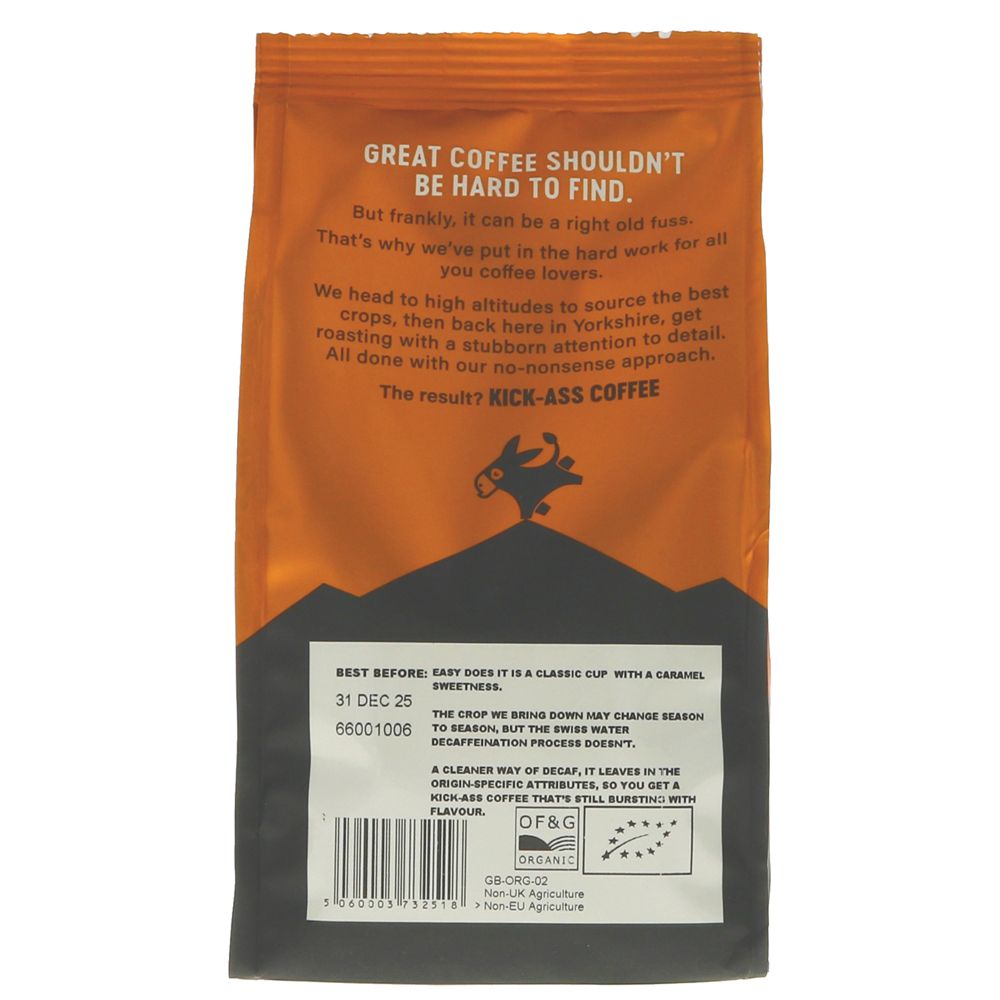 GREAT COFFEE SHOULDN'T
BE HARD TO FIND.
But frankly, it can be a right old fuss.
That's why we've put in the hard work for all
you coffee lovers.
We head to high altitudes to source the best
crops, then back here in Yorkshire, get
roasting with a stubborn attention to detail.
All done with our no-nonsense approach.
The result? KICK-ASS COFFEE
BEST BEFORE:
31 DEC 25
66001006
EASY DOES IT IS A CLASSIC CUP WITH A CARAMEL
SWEETNESS.
THE CROP WE BRING DOWN MAY CHANGE SEASON
TO SEASON, BUT THE SWISS WATER
DECAFFEINATION PROCESS DOESN'T.
A CLEANER WAY OF DECAF, IT LEAVES IN THE
ORIGIN-SPECIFIC ATTRIBUTES, SO YOU GET A
KICK-ASS COFFEE THAT'S STILL BURSTING WITH
FLAVOUR.
OF&G
ORGANIC
GB-ORG-02
Non-UK Agriculture
Non-EU Agriculture
5 060003 732518 >